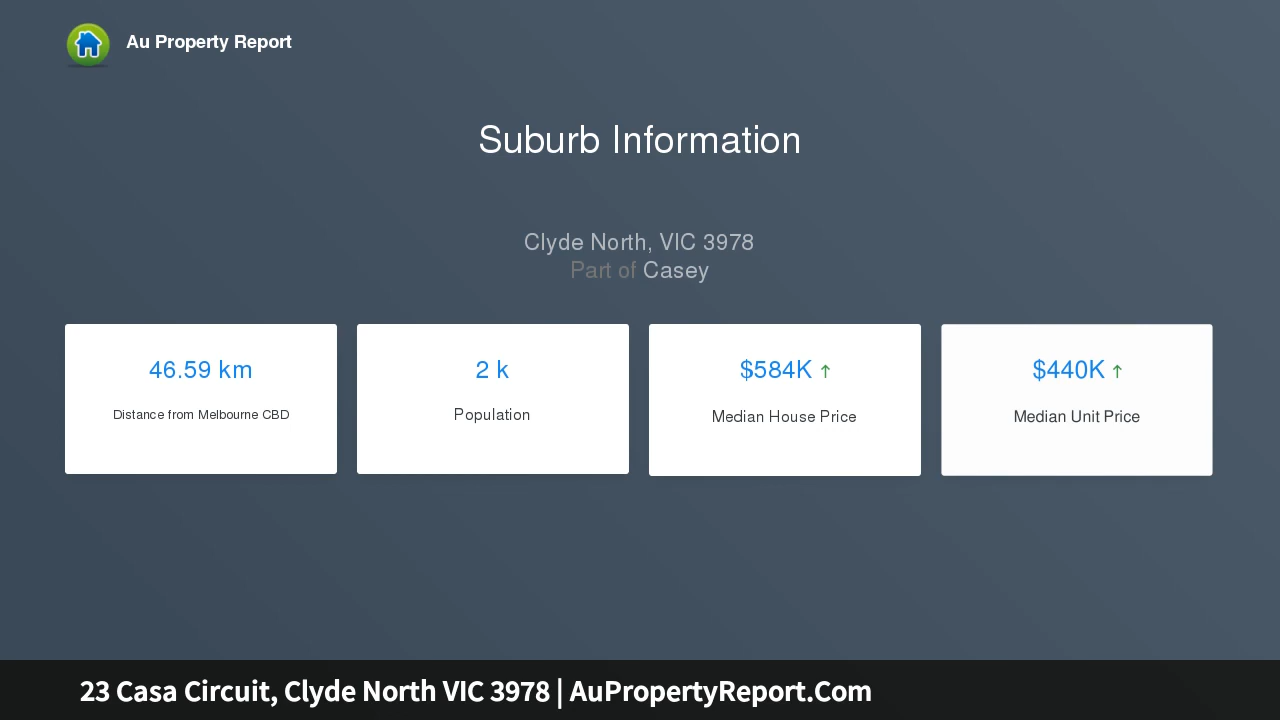 Au Property Report
Suburb Information
Clyde North, VIC 3978
Part of Casey
46.59 km
Distance from Melbourne CBD
2 k
Population
$584K ↑
Median House Price
$440K ↑
Median Unit Price
23 Casa Circuit, Clyde North VIC 3978 | AuPropertyReport.Com